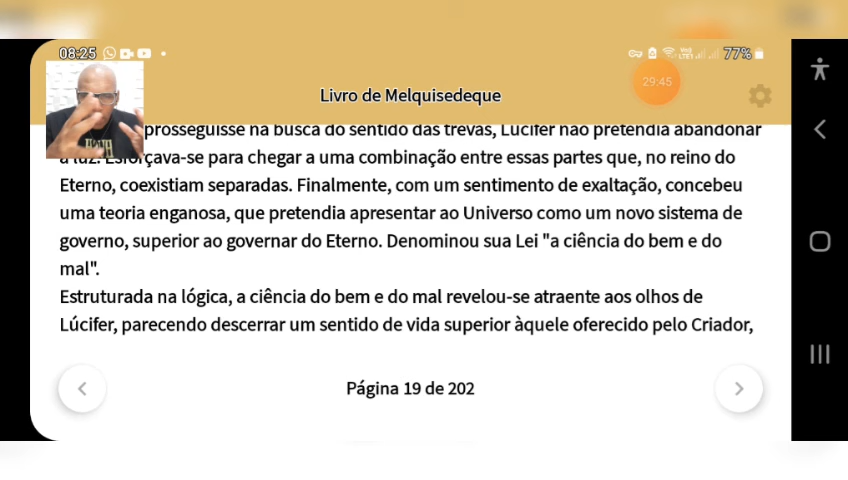 08:25
77%
29:45
Livro de Melquisedeque
prosseguisse na busca do sentido das trevas, Lúcifer não pretendia abandonar
a luz. Esforçava-se para chegar a uma combinação entre essas partes que, no reino do
Eterno, coexistiam separadas. Finalmente, com um sentimento de exaltação, concebeu
uma teoria enganosa, que pretendia apresentar ao Universo como um novo sistema de
governo, superior ao governar do Eterno. Denominou sua Lei "a ciência do bem e do
mal".
Estruturada na lógica, a ciência do bem e do mal revelou-se atraente aos olhos de
Lúcifer, parecendo descerrar um sentido de vida superior àquele oferecido pelo Criador,
Página 19 de 202